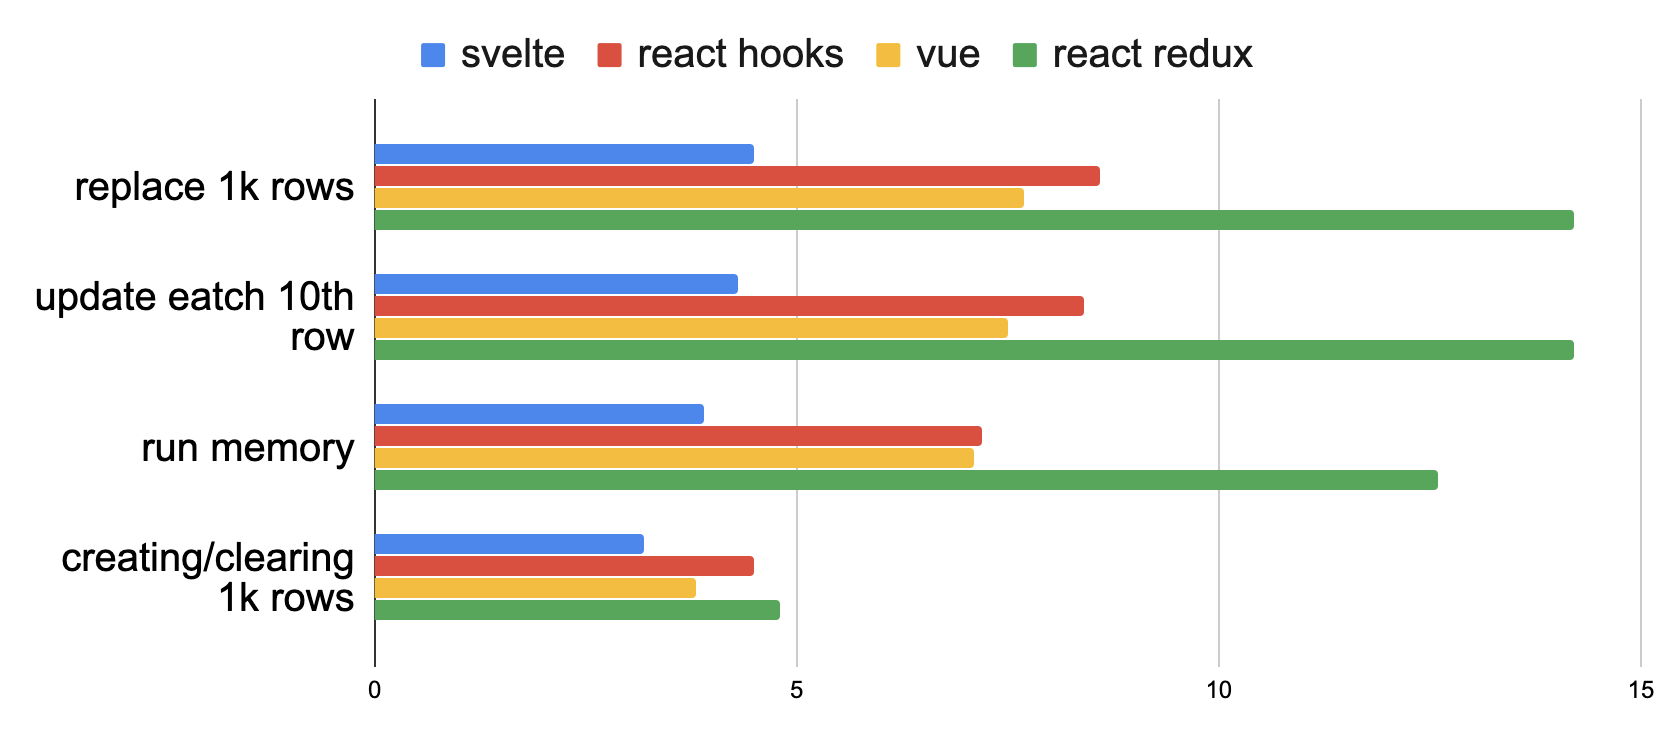 svelte react hooks vue react redux
replace 1k rows
update eatch 10th
row
run memory
creating/clearing
1k rows
0 5 10 15